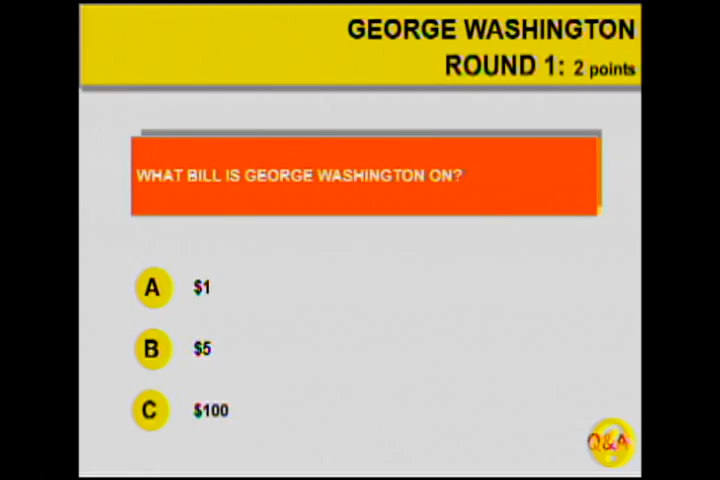 GEORGE WASHINGTON
ROUND 1: 2 points
WHAT BILL IS GEORGE WASHINGTON ON?
A $1
B $5
C $100
Q&A